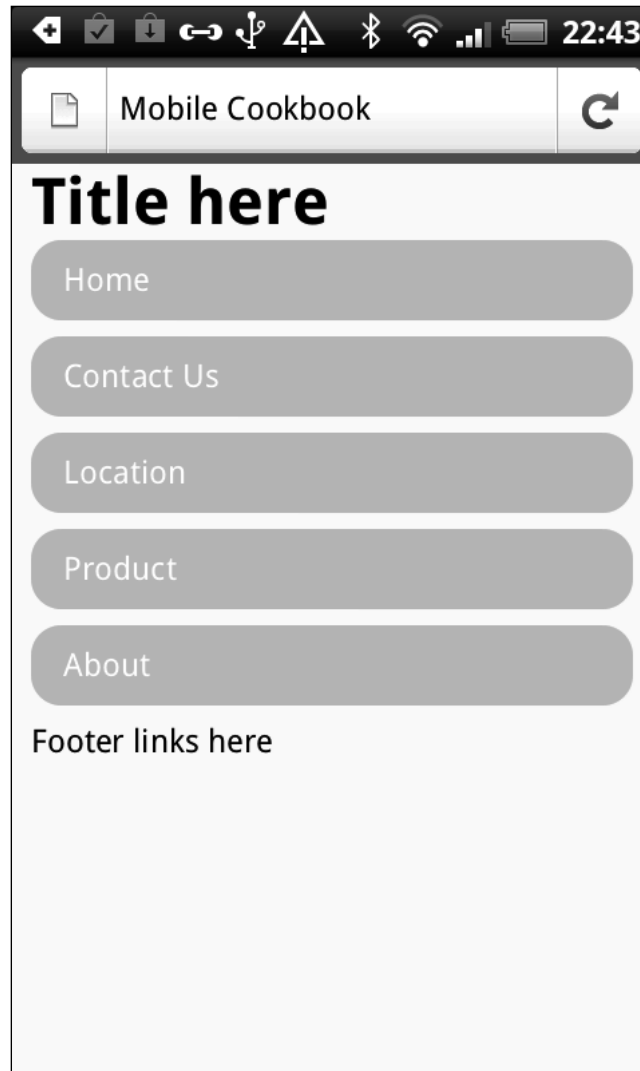 22:43
Mobile Cookbook
Title here
Home
Contact Us
Location
Product
About
Footer links here